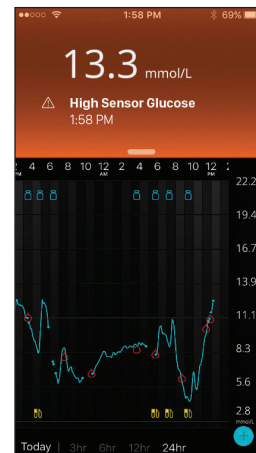 1:58 PM 69%
13.3 mmol/L
High Sensor Glucose
1:58 PM
4 6 8 10 12 2 4 6 8 10 12
AM PM
22.2
19.4
16.7
13.9
11.1
8.3
5.6
2.8
mmol/L
Today | 3hr 6hr 12hr 24hr